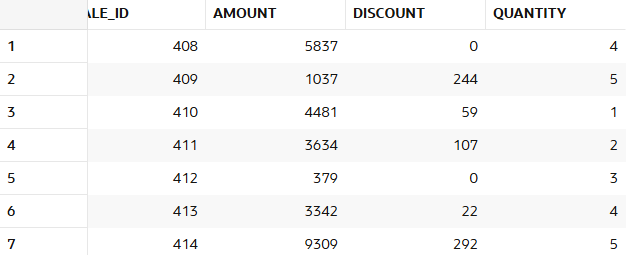 ALE_ID AMOUNT DISCOUNT QUANTITY
1 408 5837 0 4
2 409 1037 244 5
3 410 4481 59 1
4 411 3634 107 2
5 412 379 0 3
6 413 3342 22 4
7 414 9309 292 5